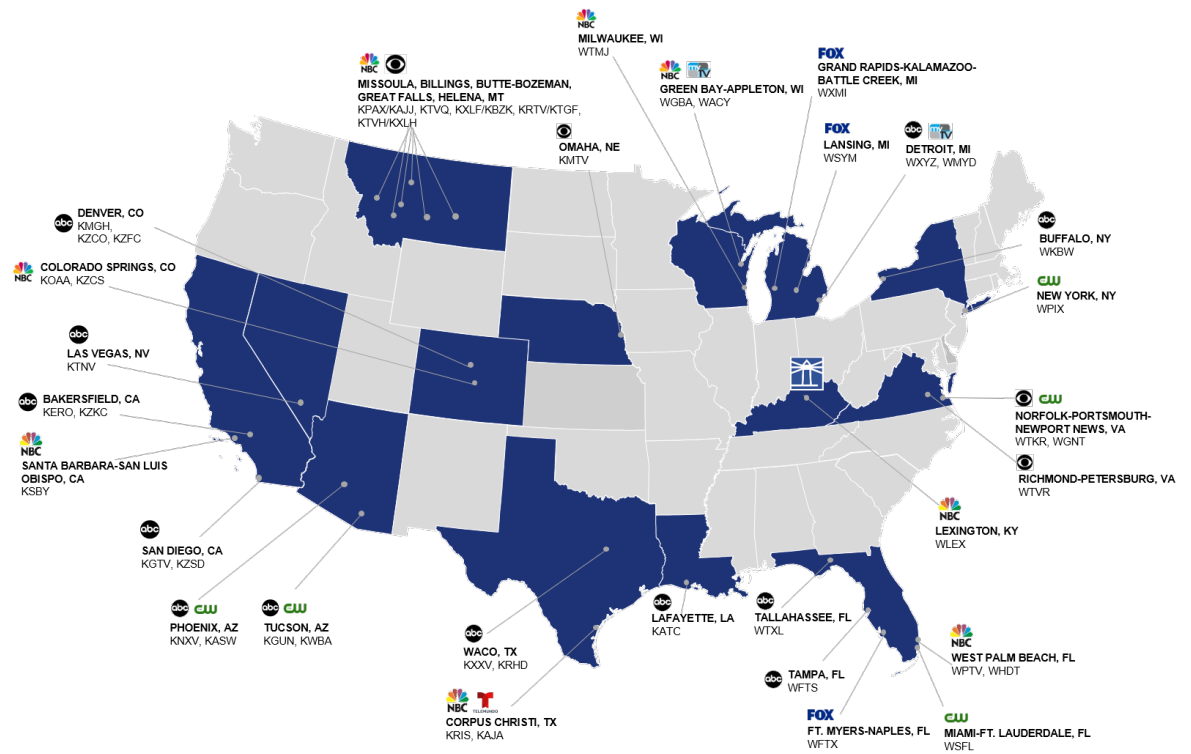 NBC
MILWAUKEE, WI
WTMJ
NBC my tv
GREEN BAY-APPLETON, WI
WGBA, WACY
FOX
GRAND RAPIDS-KALAMAZOO-
BATTLE CREEK, MI
WXMI
NBC
MISSOULA, BILLINGS, BUTTE-BOZEMAN,
GREAT FALLS, HELENA, MT
KPAX/KAJJ, KTVQ, KXLF/KBZK, KRTV/KTGF,
KTVH/KXLH
OMAHA, NE
KMTV
FOX
LANSING, MI
WSYM
abc my tv
DETROIT, MI
WXYZ, WMYD
abc
DENVER, CO
KMGH,
KZCO, KZFC
abc
BUFFALO, NY
WKBW
NBC
COLORADO SPRINGS, CO
KOAA, KZCS
CW
NEW YORK, NY
WPIX
abc
LAS VEGAS, NV
KTNV
abc
BAKERSFIELD, CA
KERO, KZKC
CW
NORFOLK-PORTSMOUTH-
NEWPORT NEWS, VA
WTKR, WGNT
NBC
SANTA BARBARA-SAN LUIS
OBISPO, CA
KSBY
RICHMOND-PETERSBURG, VA
WTVR
NBC
LEXINGTON, KY
WLEX
abc
SAN DIEGO, CA
KGTV, KZSD
abc CW
PHOENIX, AZ
KNXV, KASW
abc CW
TUCSON, AZ
KGUN, KWBA
abc
WACO, TX
KXXV, KRHD
abc
LAFAYETTE, LA
KATC
abc
TALLAHASSEE, FL
WTXL
NBC
WEST PALM BEACH, FL
WPTV, WHDT
abc
TAMPA, FL
WFTS
NBC TELEMUNDO
CORPUS CHRISTI, TX
KRIS, KAJA
FOX
FT. MYERS-NAPLES, FL
WFTX
CW
MIAMI-FT. LAUDERDALE, FL
WSFL